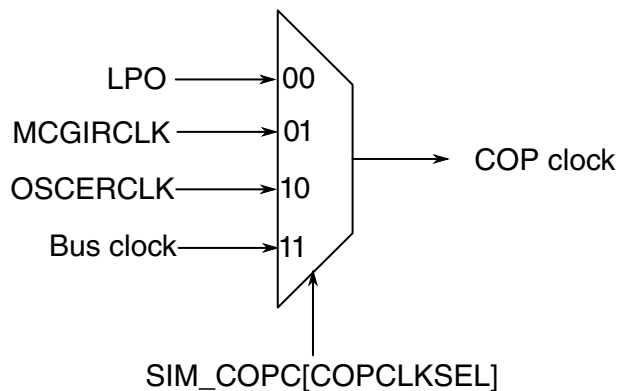 LPO
00
MCGIRCLK
01
COP clock
OSCERCLK
10
Bus clock
11
SIM_COPC[COPCLKSEL]